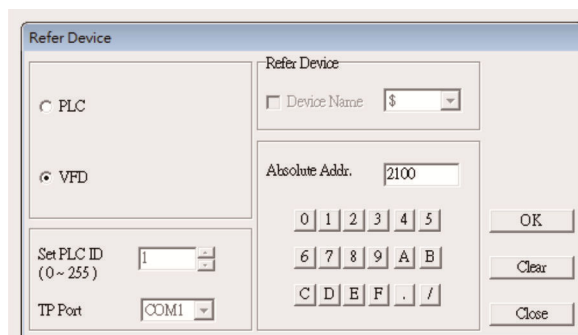 Refer Device
PLC
VFD
Set PLC ID
(0 ~ 255)
1
TP Port
COM1
Refer Device
Device Name
$
Absolute Addr.
2100
0 1 2 3 4 5
6 7 8 9 A B
C D E F . /
OK
Clear
Close